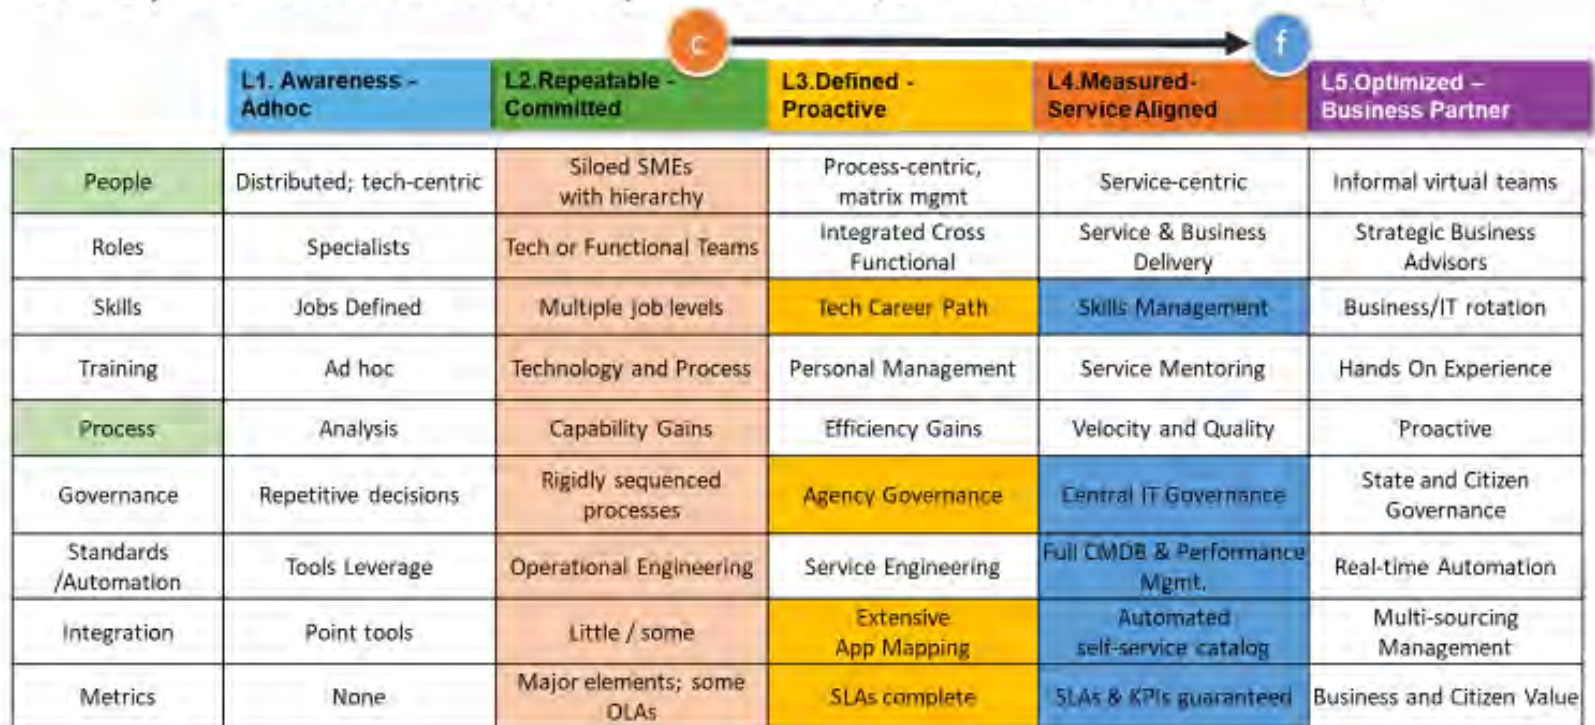 c
f
L1. Awareness -
Adhoc
L2.Repeatable -
Committed
L3.Defined -
Proactive
L4.Measured-
Service Aligned
L5.Optimized –
Business Partner
People
Distributed; tech-centric
Siloed SMEs
with hierarchy
Process-centric,
matrix mgmt
Service-centric
Informal virtual teams
Roles
Specialists
Tech or Functional Teams
Integrated Cross
Functional
Service & Business
Delivery
Strategic Business
Advisors
Skills
Jobs Defined
Multiple job levels
Tech Career Path
Skills Management
Business/IT rotation
Training
Ad hoc
Technology and Process
Personal Management
Service Mentoring
Hands On Experience
Process
Analysis
Capability Gains
Efficiency Gains
Velocity and Quality
Proactive
Governance
Repetitive decisions
Rigidly sequenced
processes
Agency Governance
Central IT Governance
State and Citizen
Governance
Standards
/Automation
Tools Leverage
Operational Engineering
Service Engineering
Full CMDB & Performance
Mgmt.
Real-time Automation
Integration
Point tools
Little / some
Extensive
App Mapping
Automated
self-service catalog
Multi-sourcing
Management
Metrics
None
Major elements; some
OLAs
SLAs complete
SLAs & KPIs guaranteed
Business and Citizen Value